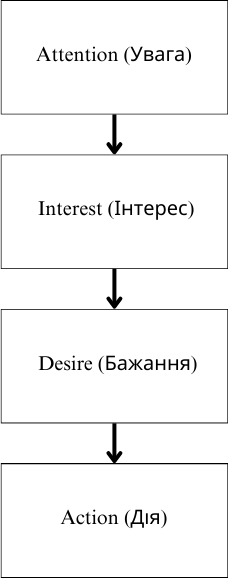 Attention (Увага)
Interest (Інтерес)
Desire (Бажання)
Action (Дія)